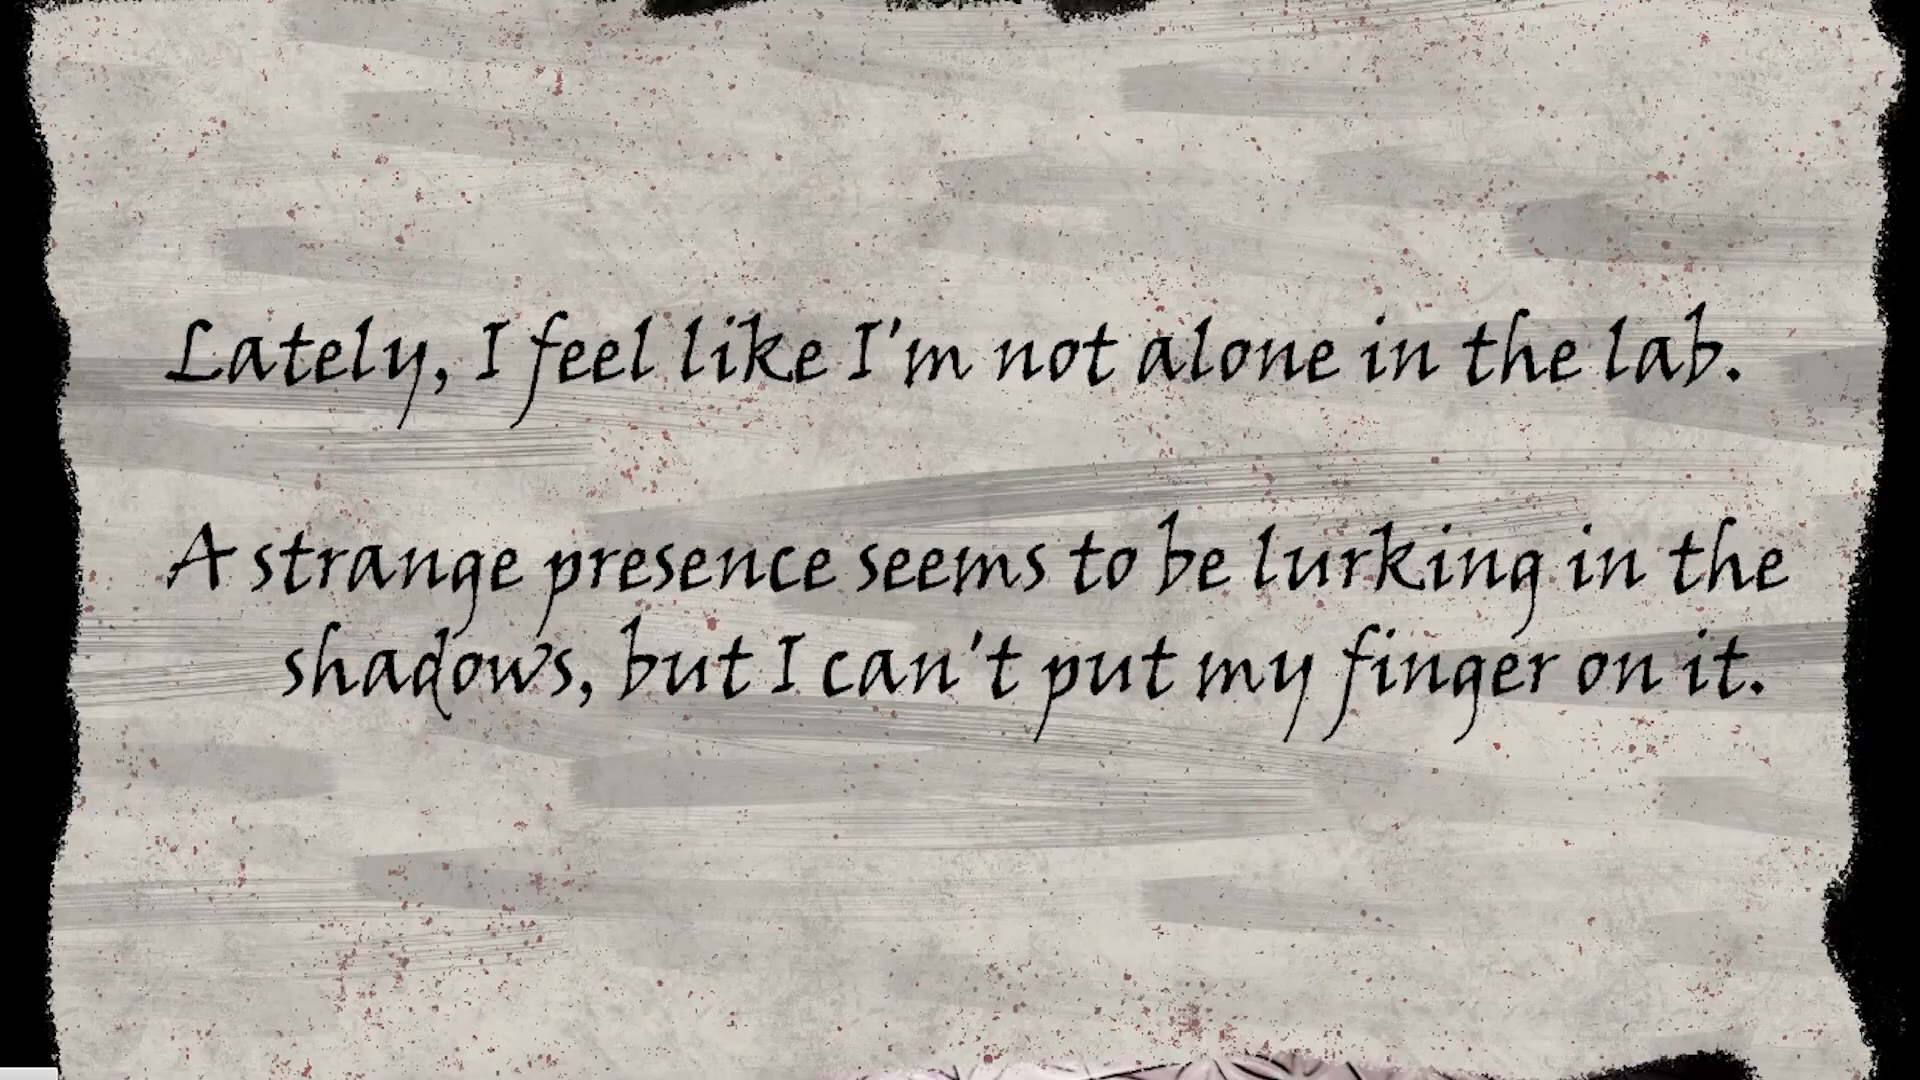 Lately, I feel like I'm not alone in the lab.
A strange presence seems to be lurking in the
shadows, but I can't put my finger on it.